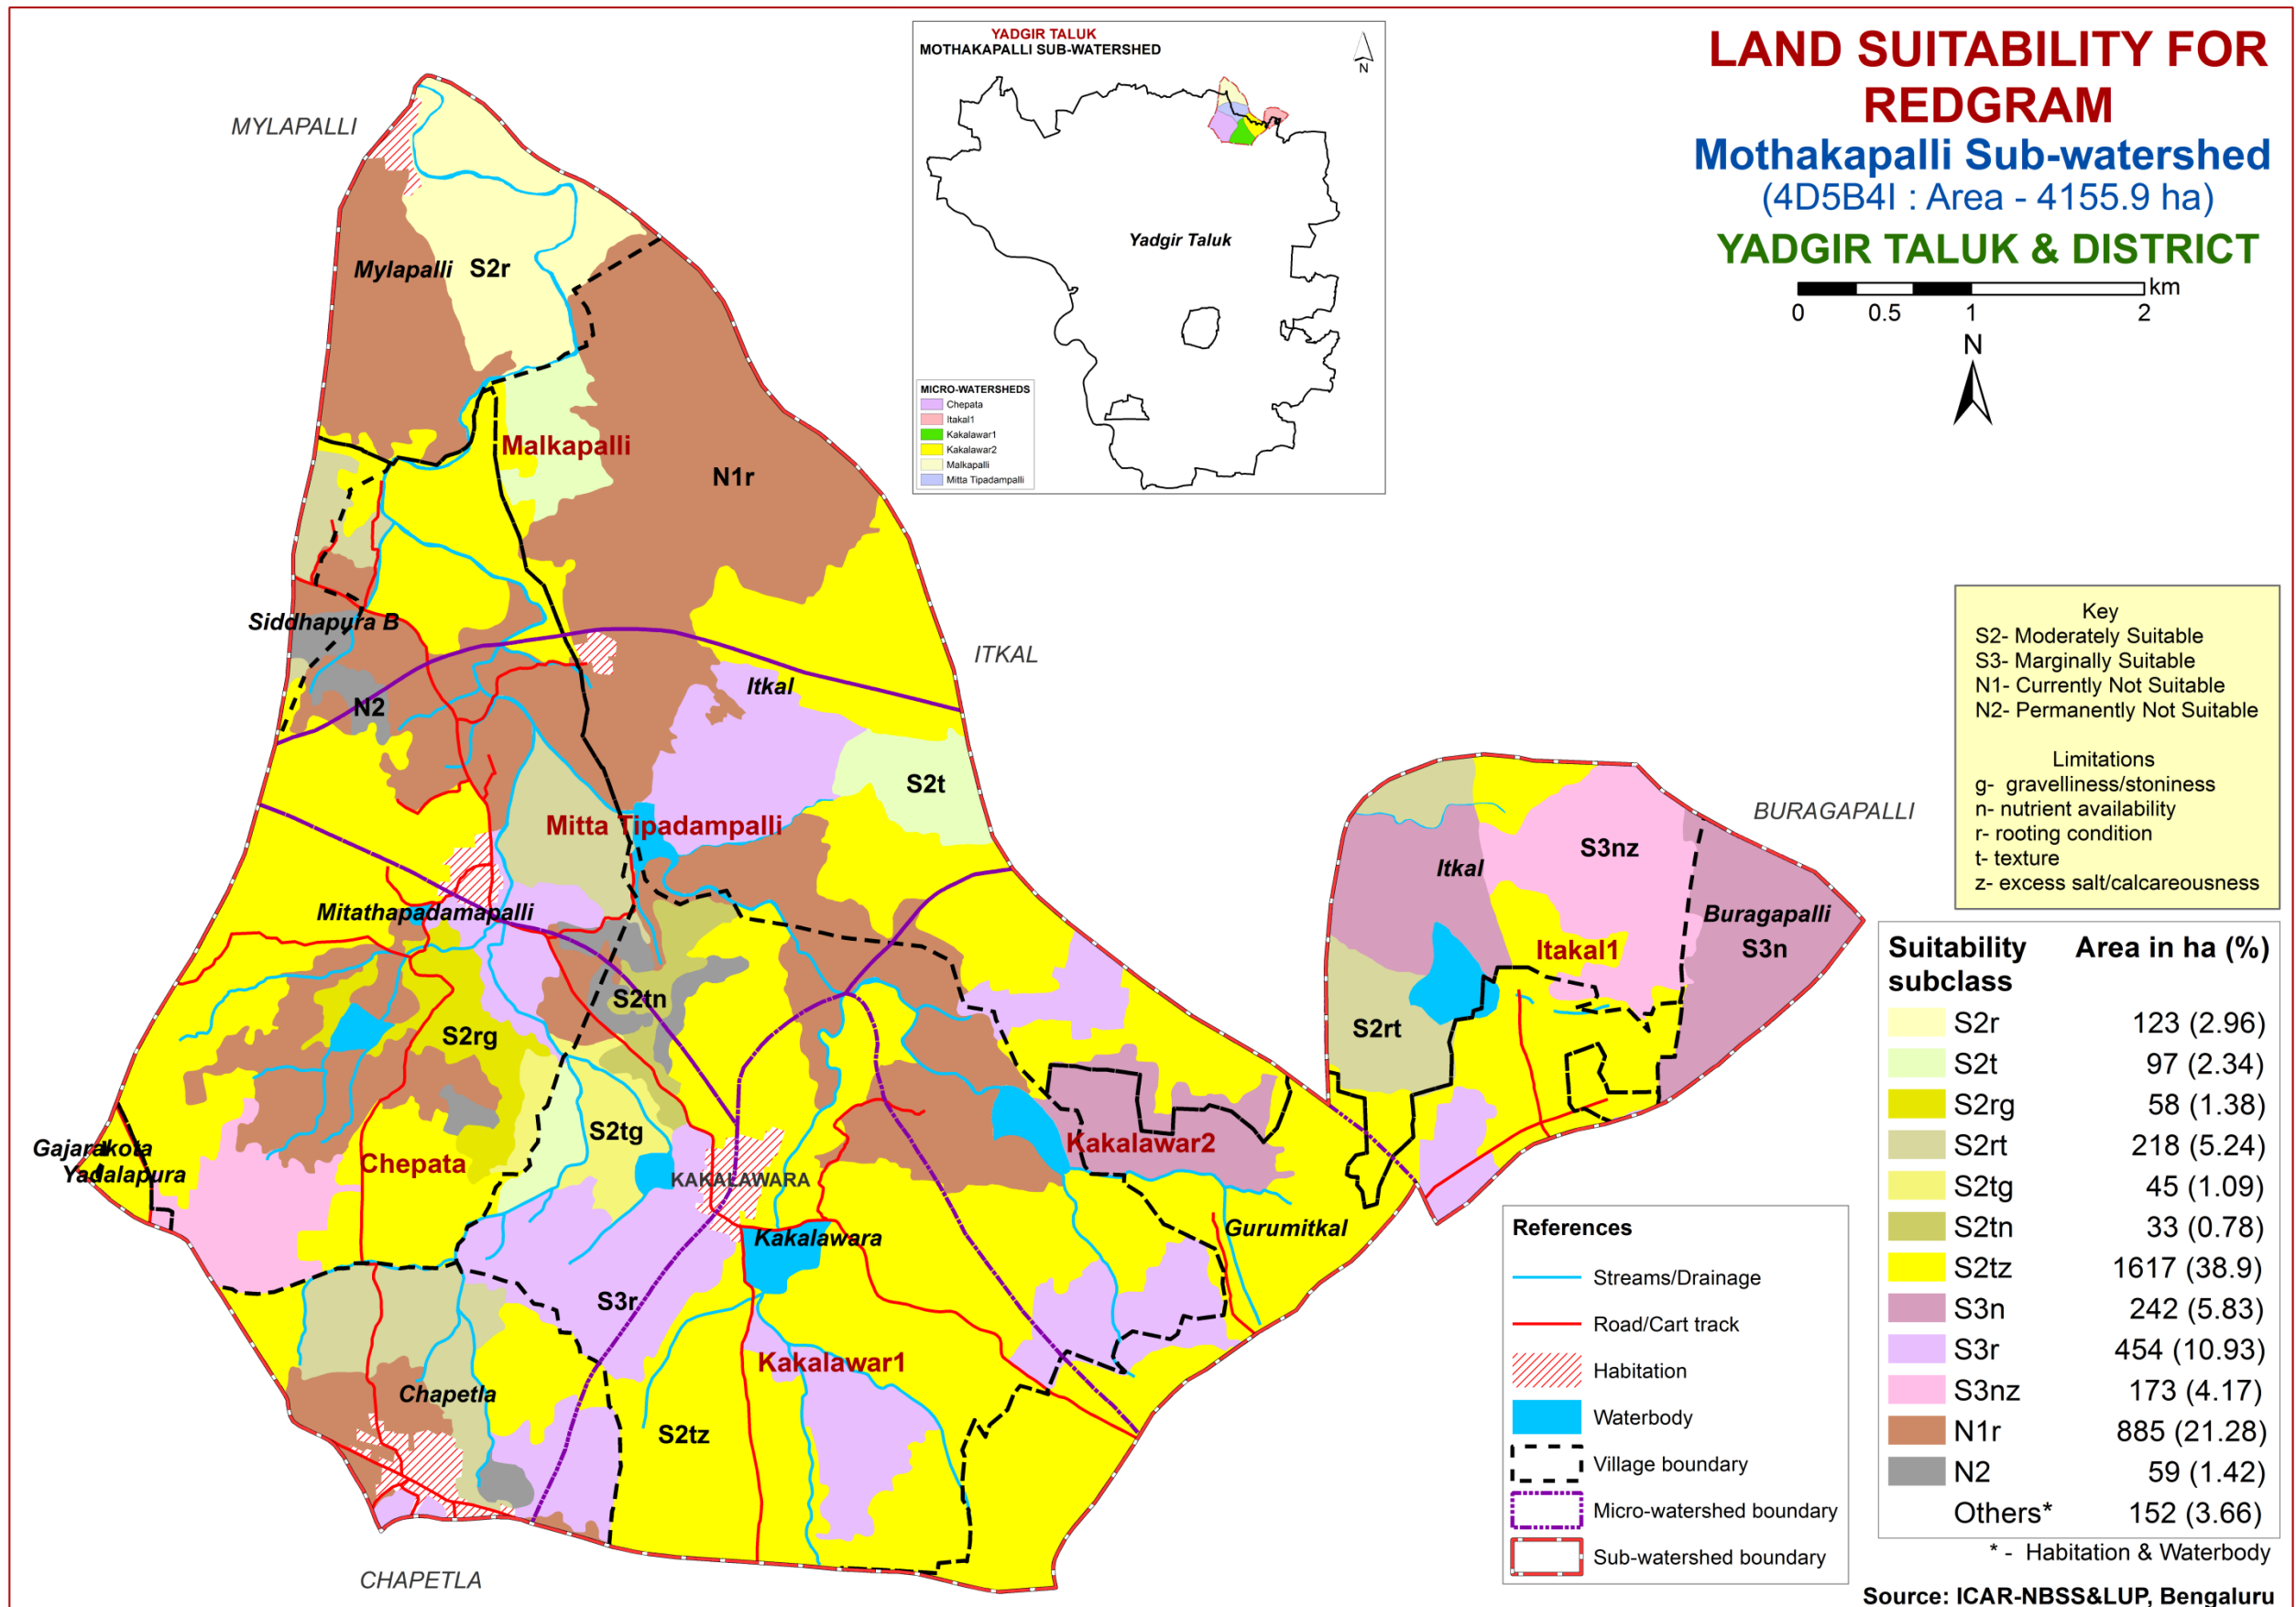 LAND SUITABILITY FOR
REDGRAM
Mothakapalli Sub-watershed
(4D5B4I : Area - 4155.9 ha)
YADGIR TALUK & DISTRICT
km
0 0.5 1 2
N
YADGIR TALUK
MOTHAKAPALLI SUB-WATERSHED
N
Yadgir Taluk
MICRO-WATERSHEDS
Chepata
Itakal1
Kakalawar1
Kakalawar2
Malkapalli
Mitta Tipadampalli
MYLAPALLI
Mylapalli
S2r
Malkapalli
N1r
Siddhapura B
ITKAL
Itkal
N2
S2t
Mitta Tipadampalli
BURAGAPALLI
S3nz
Itkal
Mitathapadamapalli
Buragapalli
S3n
Itakal1
S2tn
S2rg
S2rt
S2tg
Kakalawar2
Gajarakota
Yadalapura
Chepata
KAKALAWARA
Kakalawara
Gurumitkal
S3r
Kakalawar1
Chapetla
S2tz
CHAPETLA
Key
S2- Moderately Suitable
S3- Marginally Suitable
N1- Currently Not Suitable
N2- Permanently Not Suitable
Limitations
g- gravelliness/stoniness
n- nutrient availability
r- rooting condition
t- texture
z- excess salt/calcareousness
Suitability subclass Area in ha (%)
S2r 123 (2.96)
S2t 97 (2.34)
S2rg 58 (1.38)
S2rt 218 (5.24)
S2tg 45 (1.09)
S2tn 33 (0.78)
S2tz 1617 (38.9)
S3n 242 (5.83)
S3r 454 (10.93)
S3nz 173 (4.17)
N1r 885 (21.28)
N2 59 (1.42)
Others* 152 (3.66)
* - Habitation & Waterbody
References
Streams/Drainage
Road/Cart track
Habitation
Waterbody
Village boundary
Micro-watershed boundary
Sub-watershed boundary
Source: ICAR-NBSS&LUP, Bengaluru